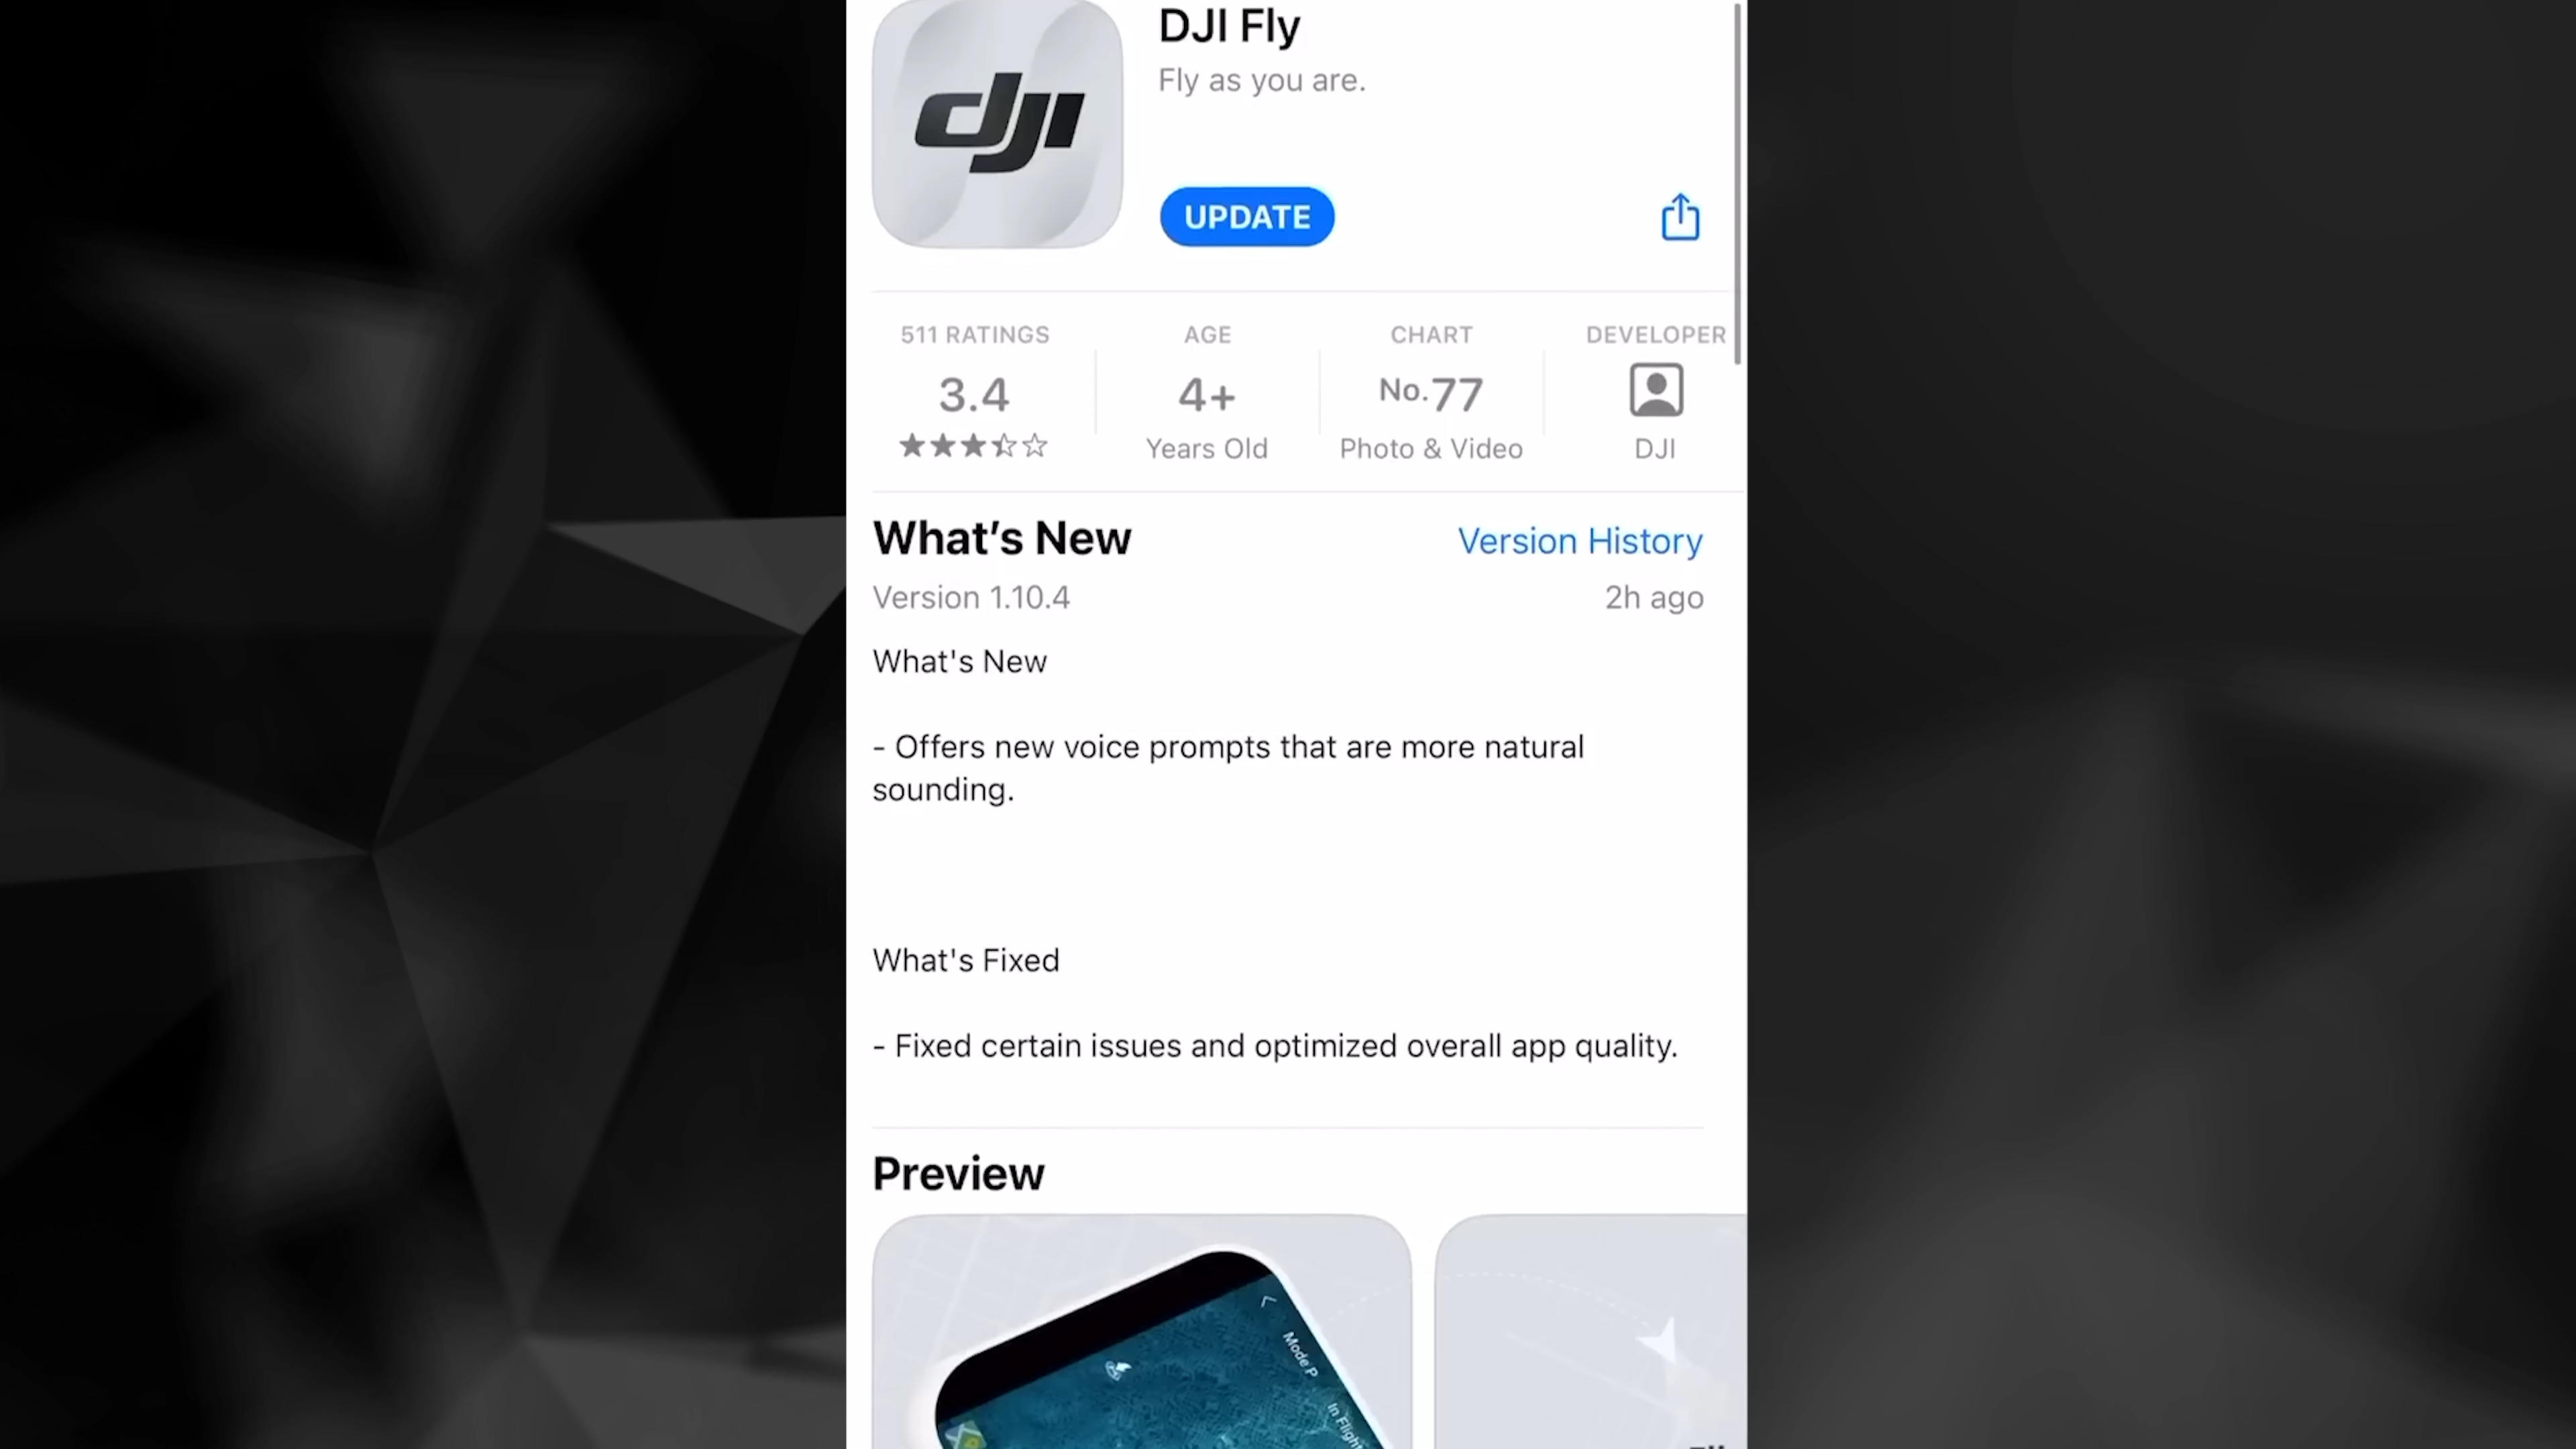 dji
DJI Fly
Fly as you are.
UPDATE
511 RATINGS
3.4
AGE
4+
Years Old
CHART
No.77
Photo & Video
DEVELOPER
DJI
What's New
Version History
Version 1.10.4
2h ago
What's New
- Offers new voice prompts that are more natural
sounding.
What's Fixed
- Fixed certain issues and optimized overall app quality.
Preview
Mode P
In Flight